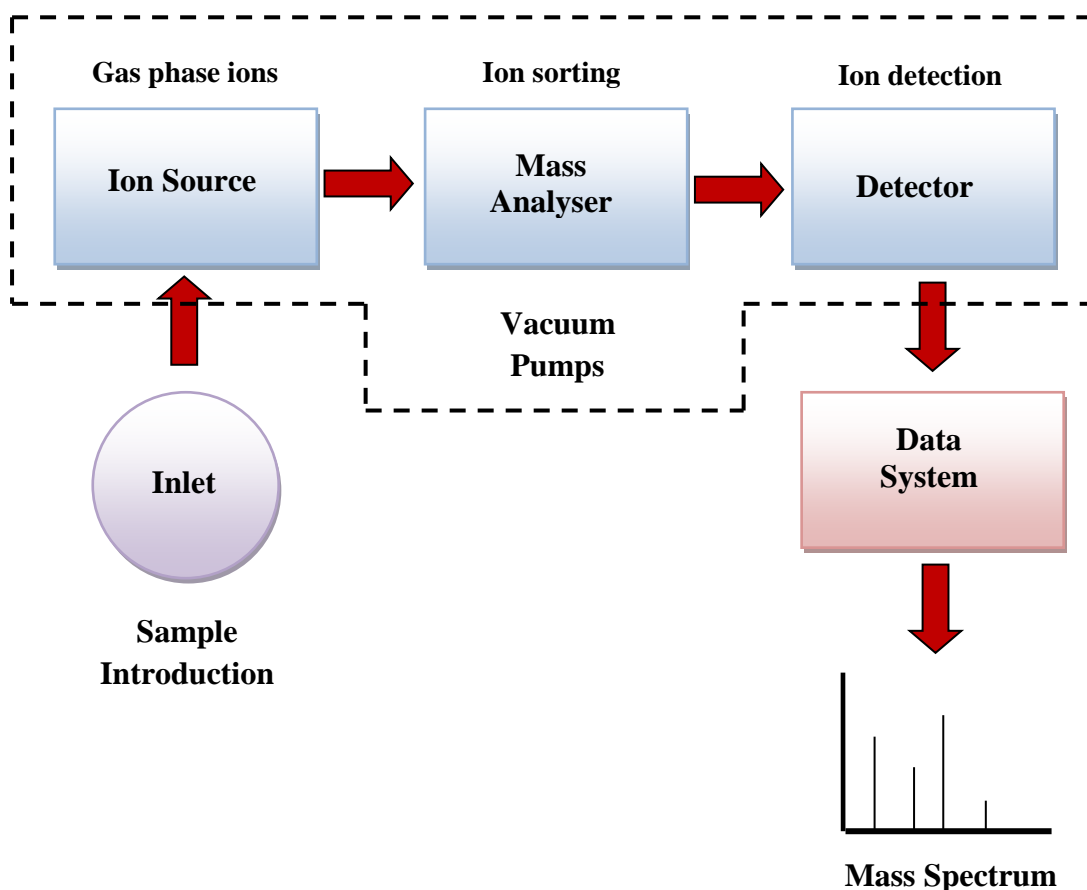 Gas phase ions
Ion sorting
Ion detection
Ion Source
Mass
Analyser
Detector
Vacuum
Pumps
Inlet
Data
System
Sample
Introduction
Mass Spectrum